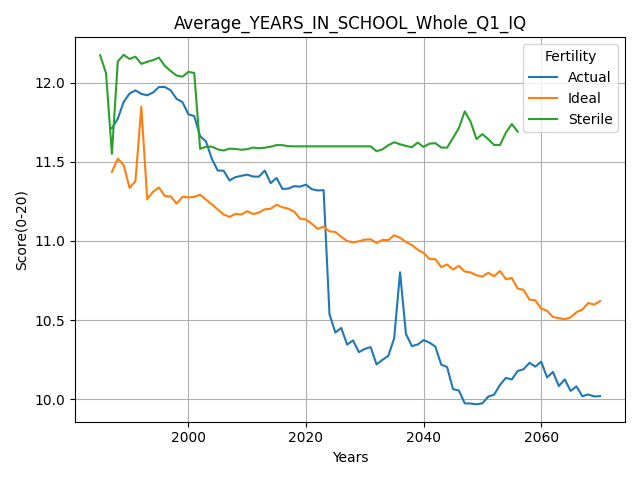 Average_YEARS_IN_SCHOOL_Whole_Q1_IQ
Fertility
Actual
Ideal
Sterile
Score(0-20)
12.0
11.5
11.0
10.5
10.0
2000 2020 2040 2060
Years